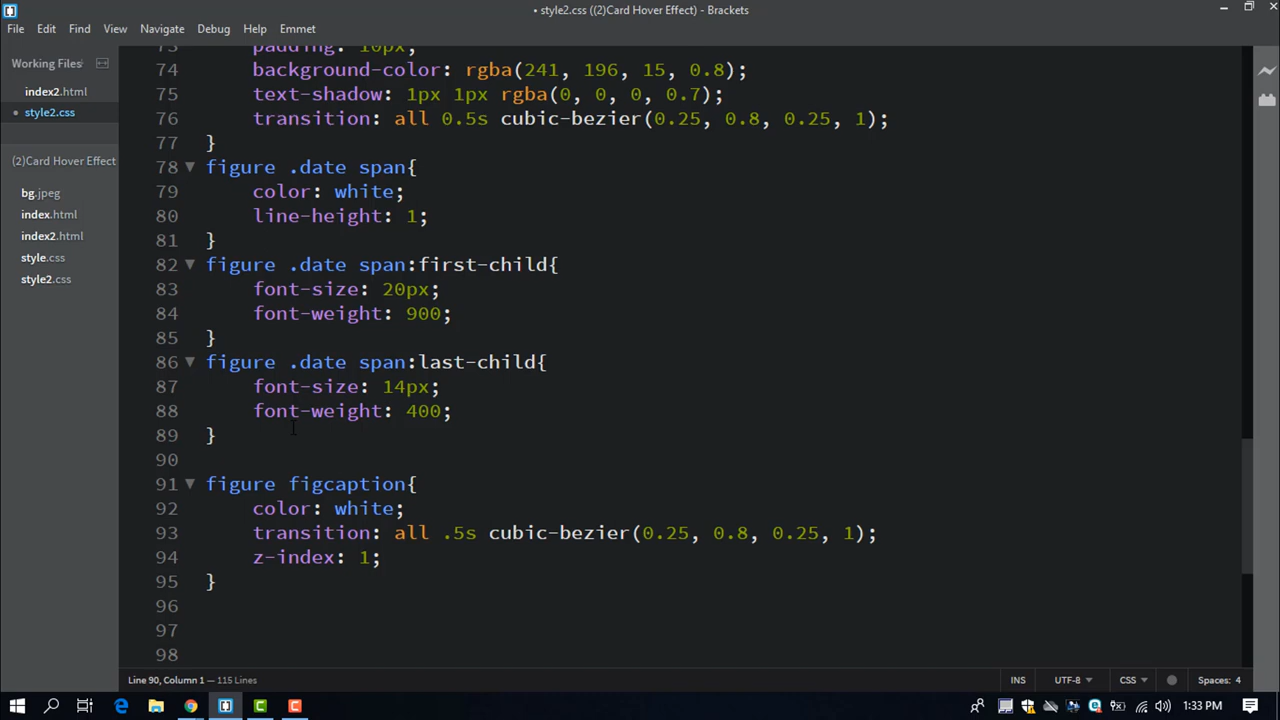 • style2.css ((2)Card Hover Effect) - Brackets
File Edit Find View Navigate Debug Help Emmet
Working Files
index2.html
• style2.css
(2)Card Hover Effect
bg.jpeg
index.html
index2.html
style.css
style2.css
73 padding: 10px;
74 background-color: rgba(241, 196, 15, 0.8);
75 text-shadow: 1px 1px rgba(0, 0, 0, 0.7);
76 transition: all 0.5s cubic-bezier(0.25, 0.8, 0.25, 1);
77 }
78 figure .date span{
79 color: white;
80 line-height: 1;
81 }
82 figure .date span:first-child{
83 font-size: 20px;
84 font-weight: 900;
85 }
86 figure .date span:last-child{
87 font-size: 14px;
88 font-weight: 400;
89 }
90
91 figure figcaption{
92 color: white;
93 transition: all .5s cubic-bezier(0.25, 0.8, 0.25, 1);
94 z-index: 1;
95 }
96
97
98
Line 90, Column 1 — 115 Lines
INS UTF-8 CSS Spaces: 4
1:33 PM